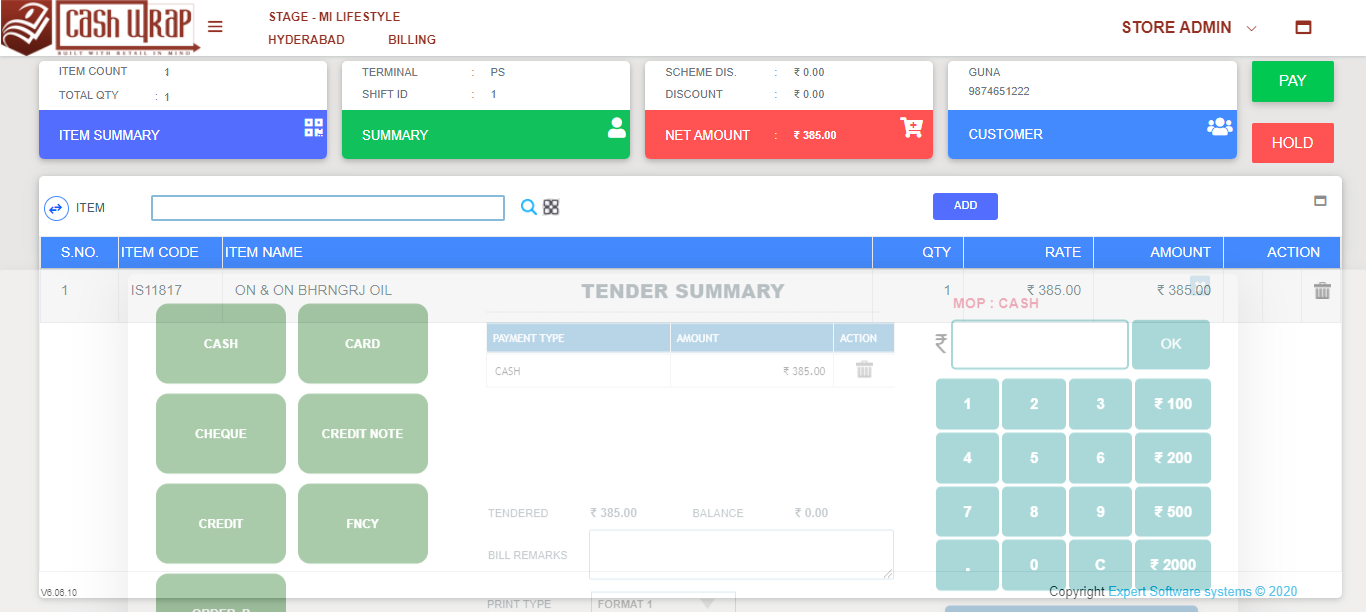 CASH WRAP
BUILT WITH RETAIL IN MIND
STAGE - MI LIFESTYLE
HYDERABAD BILLING
STORE ADMIN
ITEM COUNT 1
TOTAL QTY : 1
ITEM SUMMARY
TERMINAL : PS
SHIFT ID : 1
SUMMARY
SCHEME DIS. : ₹ 0.00
DISCOUNT : ₹ 0.00
NET AMOUNT : ₹ 385.00
GUNA
9874651222
CUSTOMER
PAY
HOLD
ITEM ADD
S.NO. ITEM CODE ITEM NAME QTY RATE AMOUNT ACTION
1 IS11817 ON & ON BHRNGRJ OIL 1 ₹ 385.00 ₹ 385.00
TENDER SUMMARY
MOP : CASH
CASH CARD
CHEQUE CREDIT NOTE
CREDIT FNCY
PAYMENT TYPE AMOUNT ACTION
CASH ₹ 385.00
TENDERED ₹ 385.00 BALANCE ₹ 0.00
BILL REMARKS
PRINT TYPE FORMAT 1
₹ OK
1 2 3 ₹ 100
4 5 6 ₹ 200
7 8 9 ₹ 500
. 0 C ₹ 2000
V6.06.10
Copyright Expert Software systems © 2020